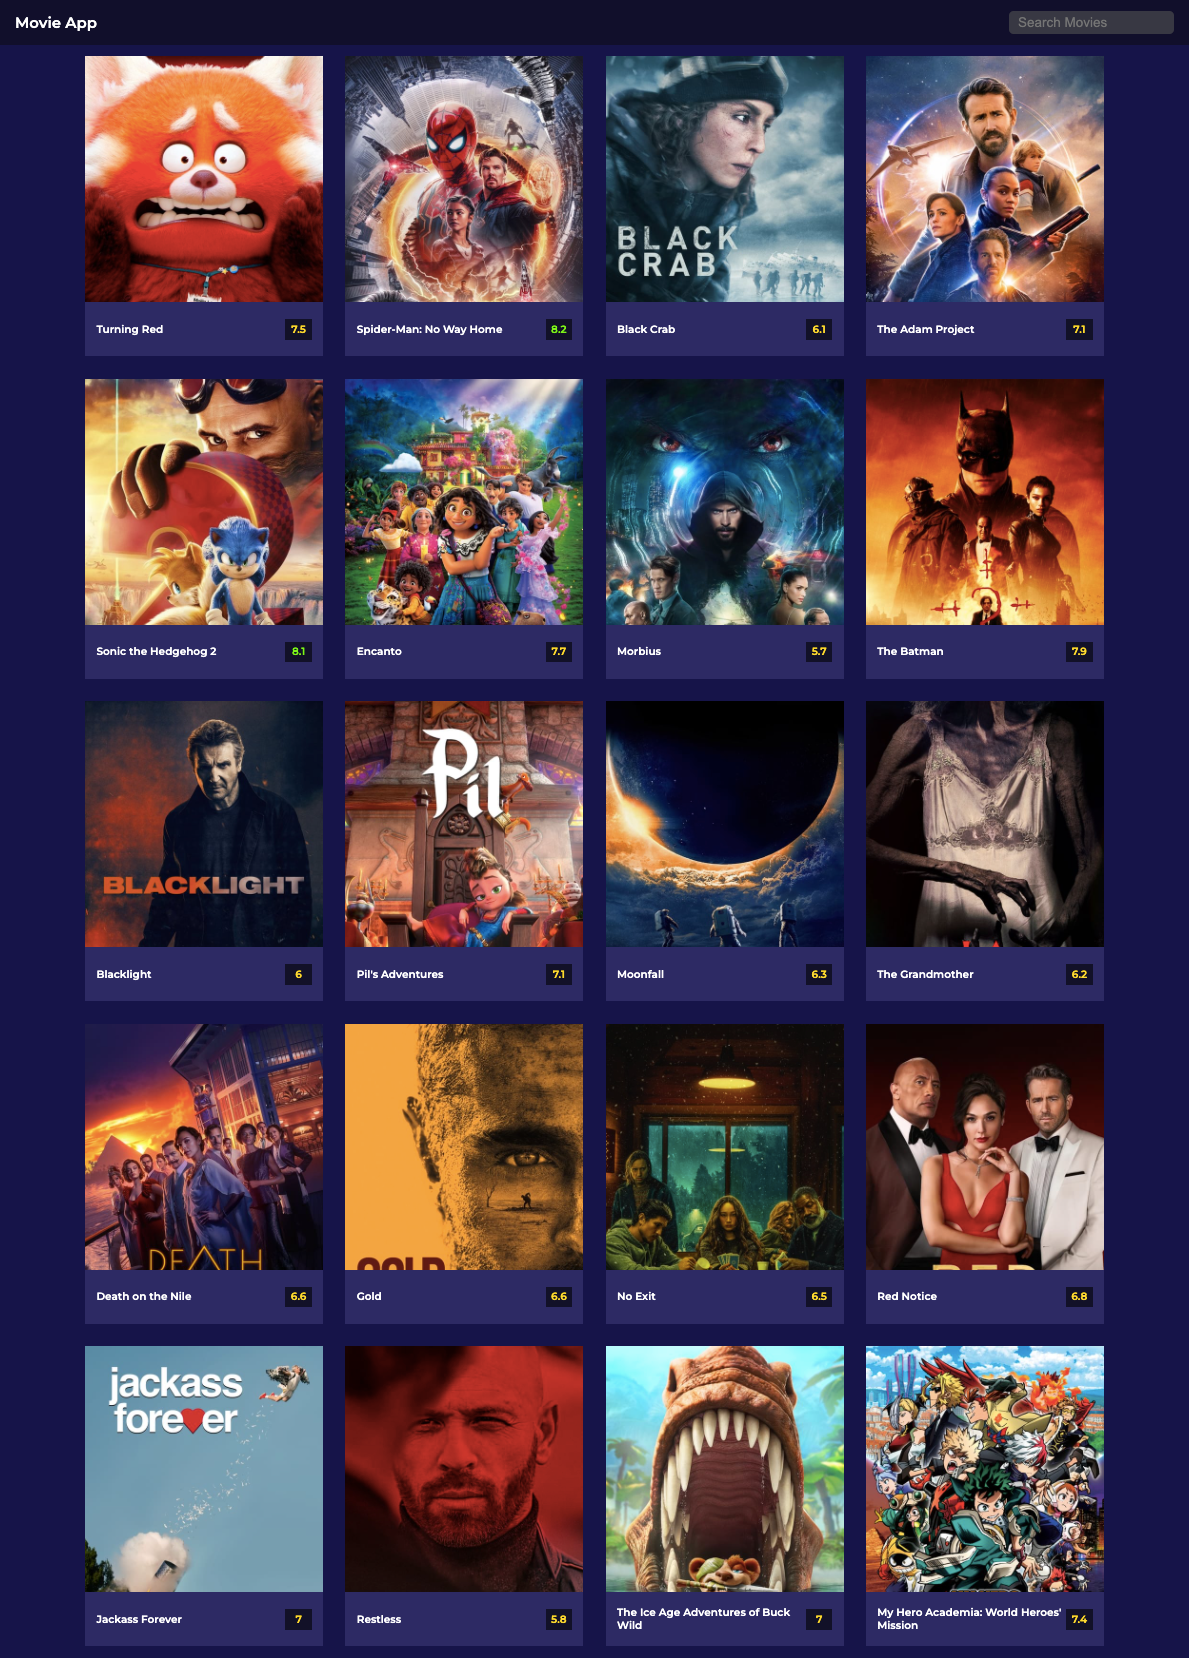 Movie App
Search Movies
BLACK
CRAB
Turning Red
7.5
Spider-Man: No Way Home
8.2
Black Crab
6.1
The Adam Project
7.1
Sonic the Hedgehog 2
8.1
Encanto
7.7
Morbius
5.7
The Batman
7.9
BLACKLIGHT
Pil
Blacklight
6
Pil's Adventures
7.1
Moonfall
6.3
The Grandmother
6.2
DEATH
GOLD
RED
Death on the Nile
6.6
Gold
6.6
No Exit
6.5
Red Notice
6.8
jackass
forever
Jackass Forever
7
Restless
5.8
The Ice Age Adventures of Buck
Wild
7
My Hero Academia: World Heroes'
Mission
7.4